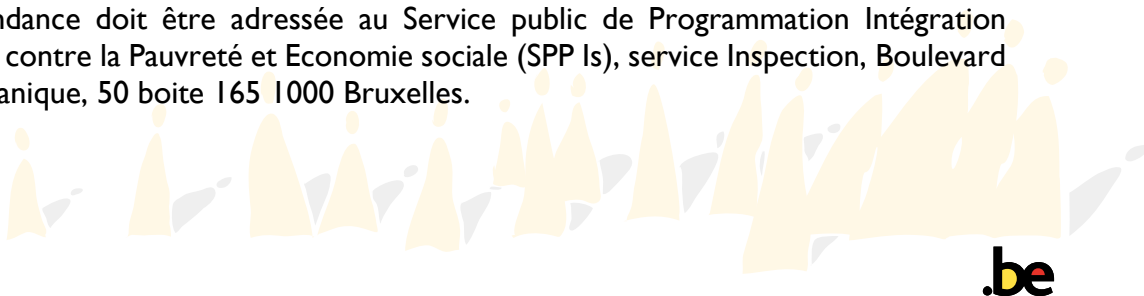 ndance doit être adressée au Service public de Programmation Intégration
contre la Pauvreté et Economie sociale (SPP Is), service Inspection, Boulevard
anique, 50 boite 165 1000 Bruxelles.
.be